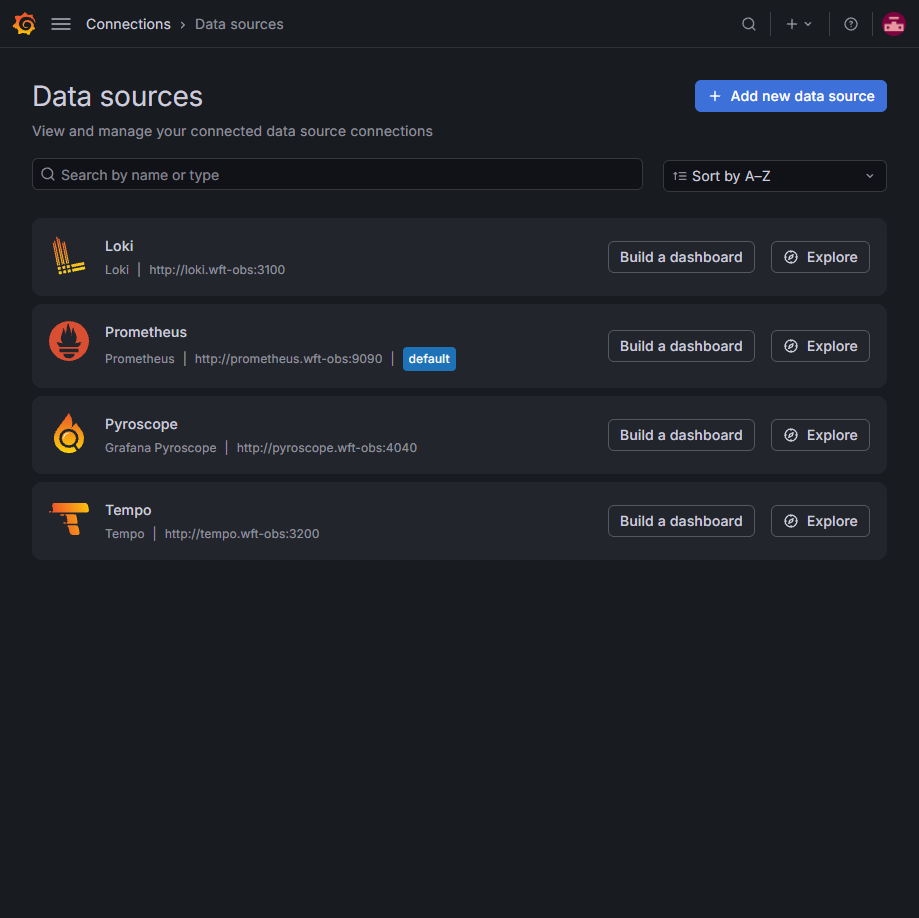 Connections › Data sources
Data sources
Add new data source
View and manage your connected data source connections
Search by name or type
Sort by A–Z
Loki
Loki | http://loki.wft-obs:3100
Build a dashboard
Explore
Prometheus
Prometheus | http://prometheus.wft-obs:9090 | default
Build a dashboard
Explore
Pyroscope
Grafana Pyroscope | http://pyroscope.wft-obs:4040
Build a dashboard
Explore
Tempo
Tempo | http://tempo.wft-obs:3200
Build a dashboard
Explore